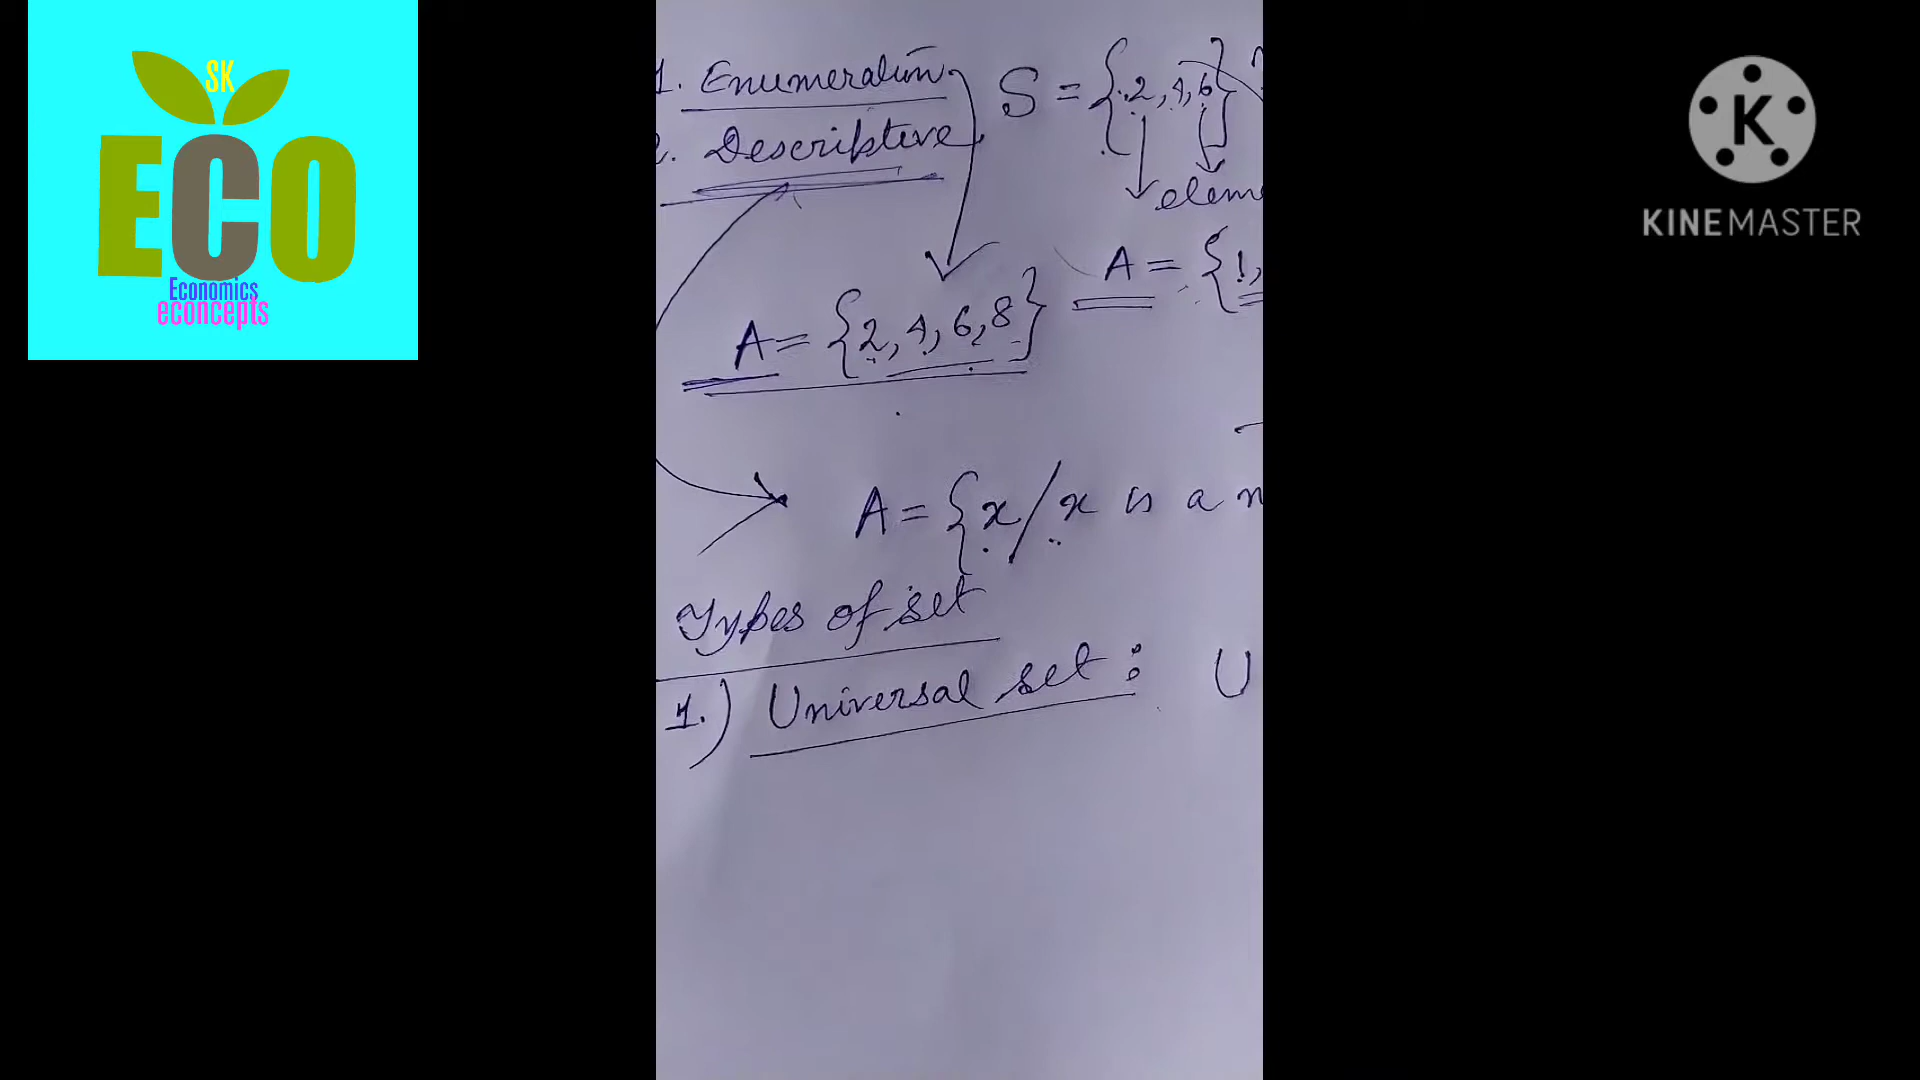 SK
ECO
Economics
econcepts
KINEMASTER
1. Enumeration
2. Descriptive
S = {2, 4, 6}
A = {1,
A = {2, 4, 6, 8}
A = {x/x is a
Types of set
1.) Universal set : U